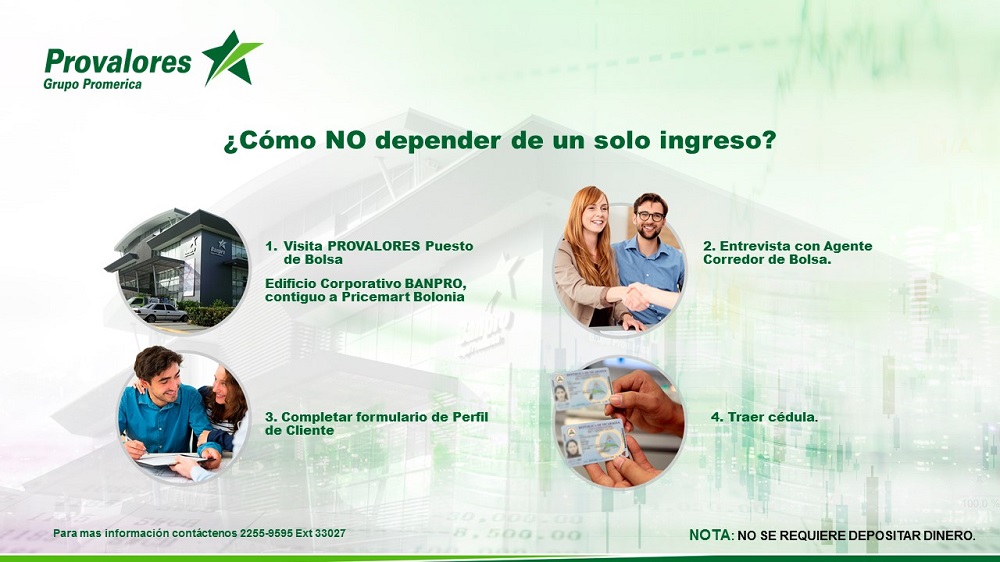 Provalores
Grupo Promerica
¿Cómo NO depender de un solo ingreso?
1. Visita PROVALORES Puesto
de Bolsa
Edificio Corporativo BANPRO,
contiguo a Pricemart Bolonia
2. Entrevista con Agente
Corredor de Bolsa.
Banpro
Banpro
3. Completar formulario de Perfil
de Cliente
4. Traer cédula.
Para mas información contáctenos 2255-9595 Ext 33027
NOTA: NO SE REQUIERE DEPOSITAR DINERO.